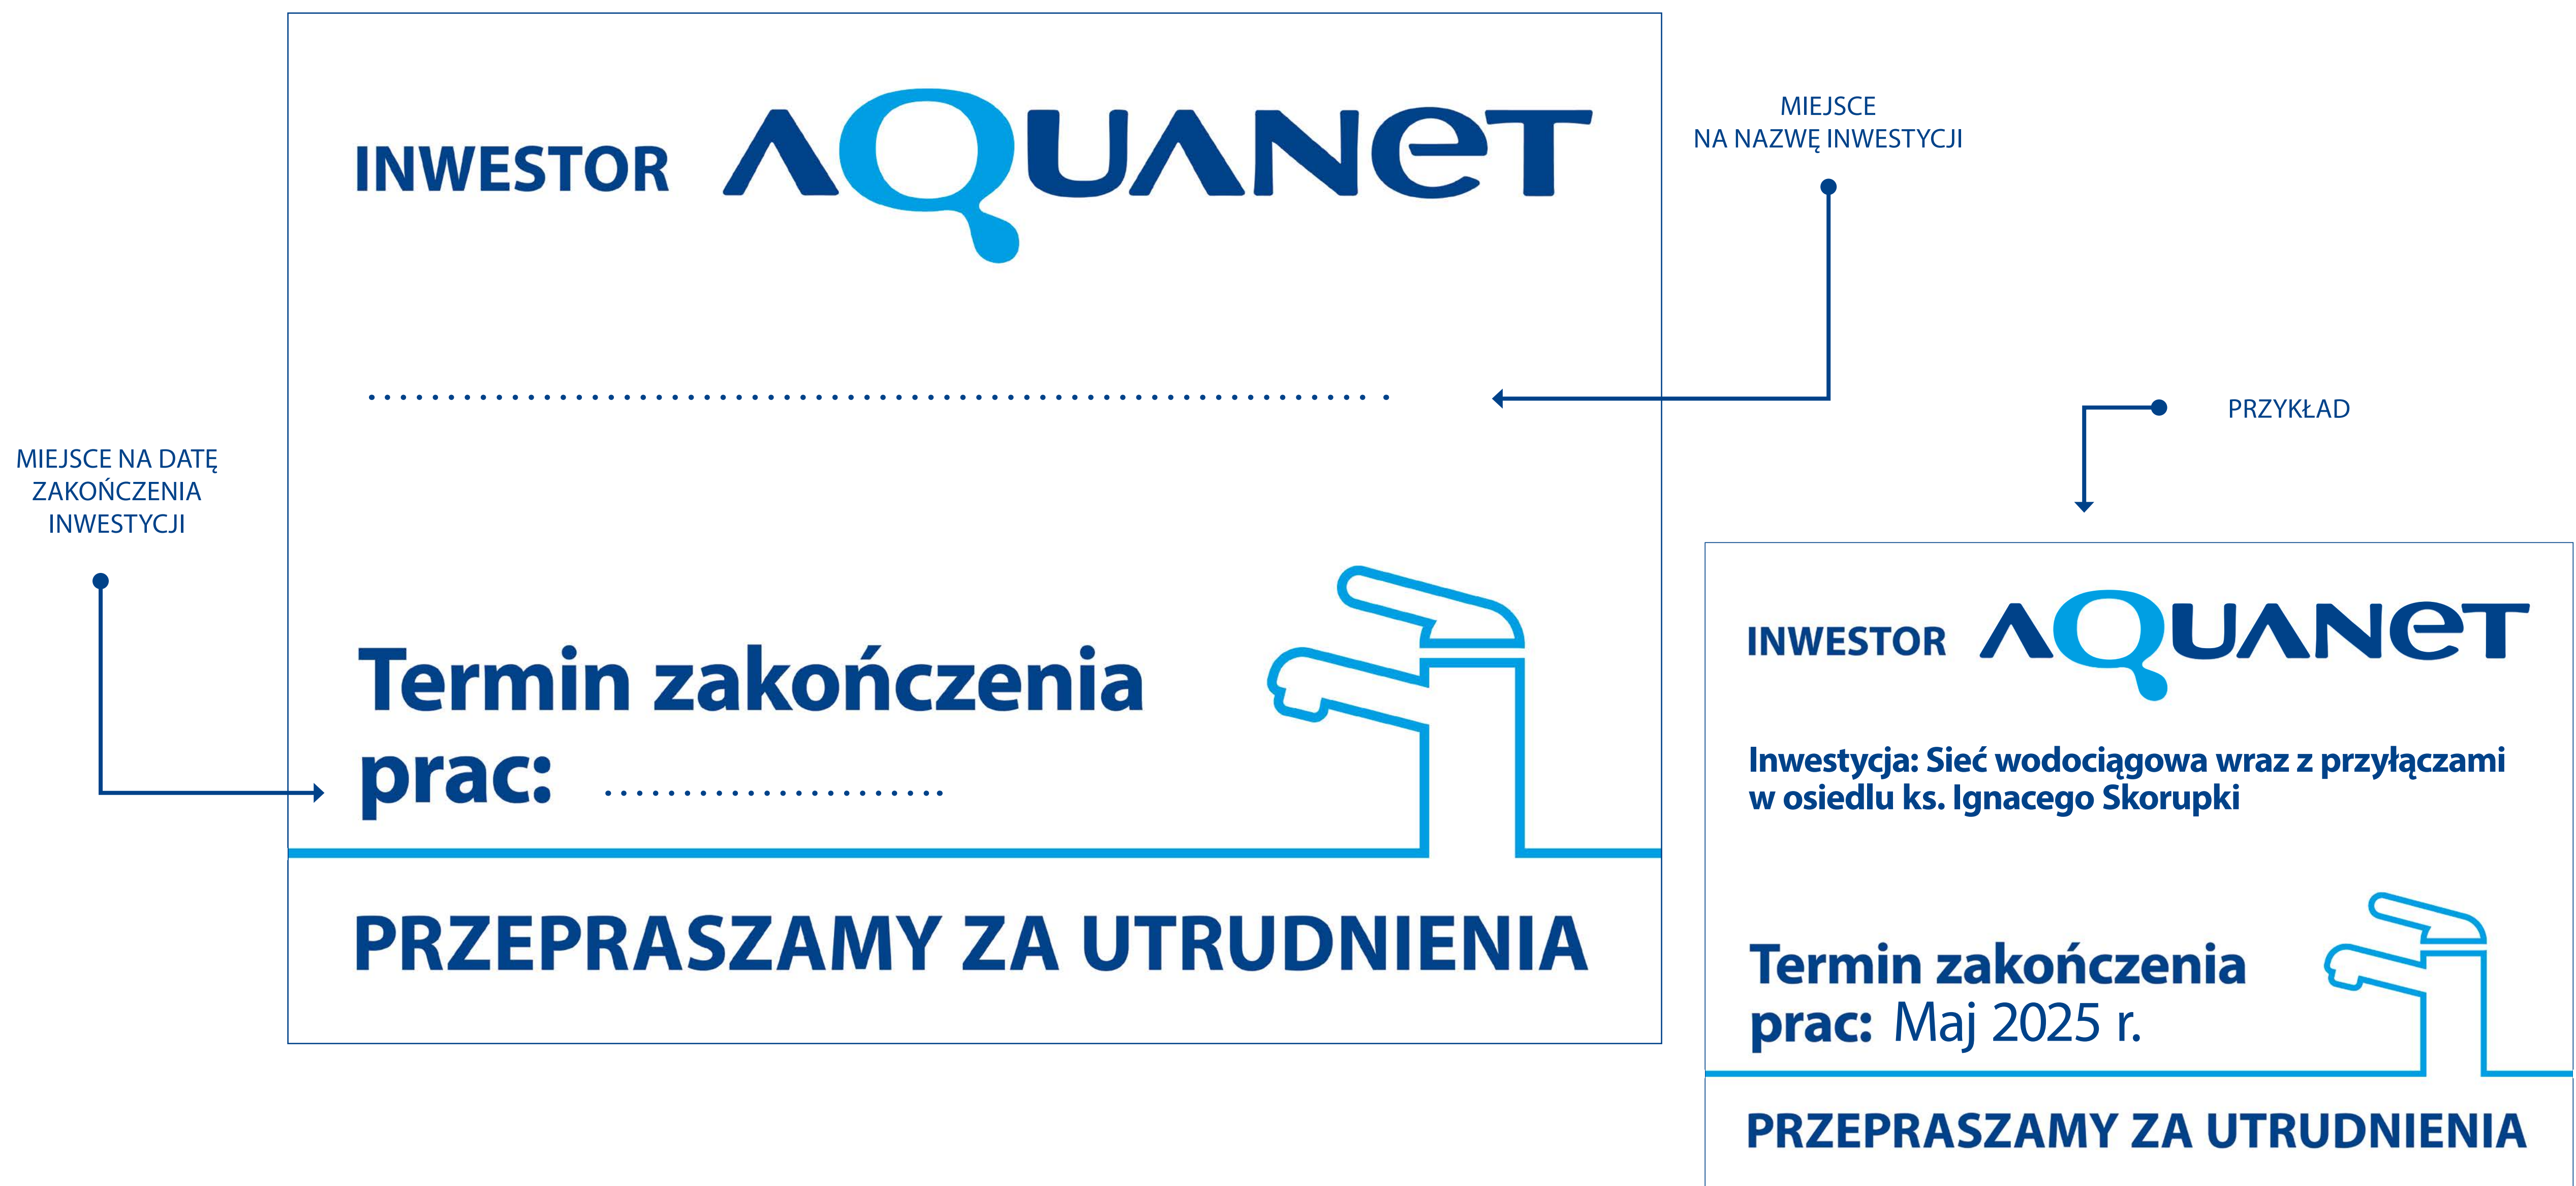 INWESTOR AQUANET
MIEJSCE
NA NAZWĘ INWESTYCJI
................................................................
MIEJSCE NA DATĘ
ZAKOŃCZENIA
INWESTYCJI
Termin zakończenia
prac: ......................
PRZEPRASZAMY ZA UTRUDNIENIA
PRZYKŁAD
INWESTOR AQUANET
Inwestycja: Sieć wodociągowa wraz z przyłączami
w osiedlu ks. Ignacego Skorupki
Termin zakończenia
prac: Maj 2025 r.
PRZEPRASZAMY ZA UTRUDNIENIA